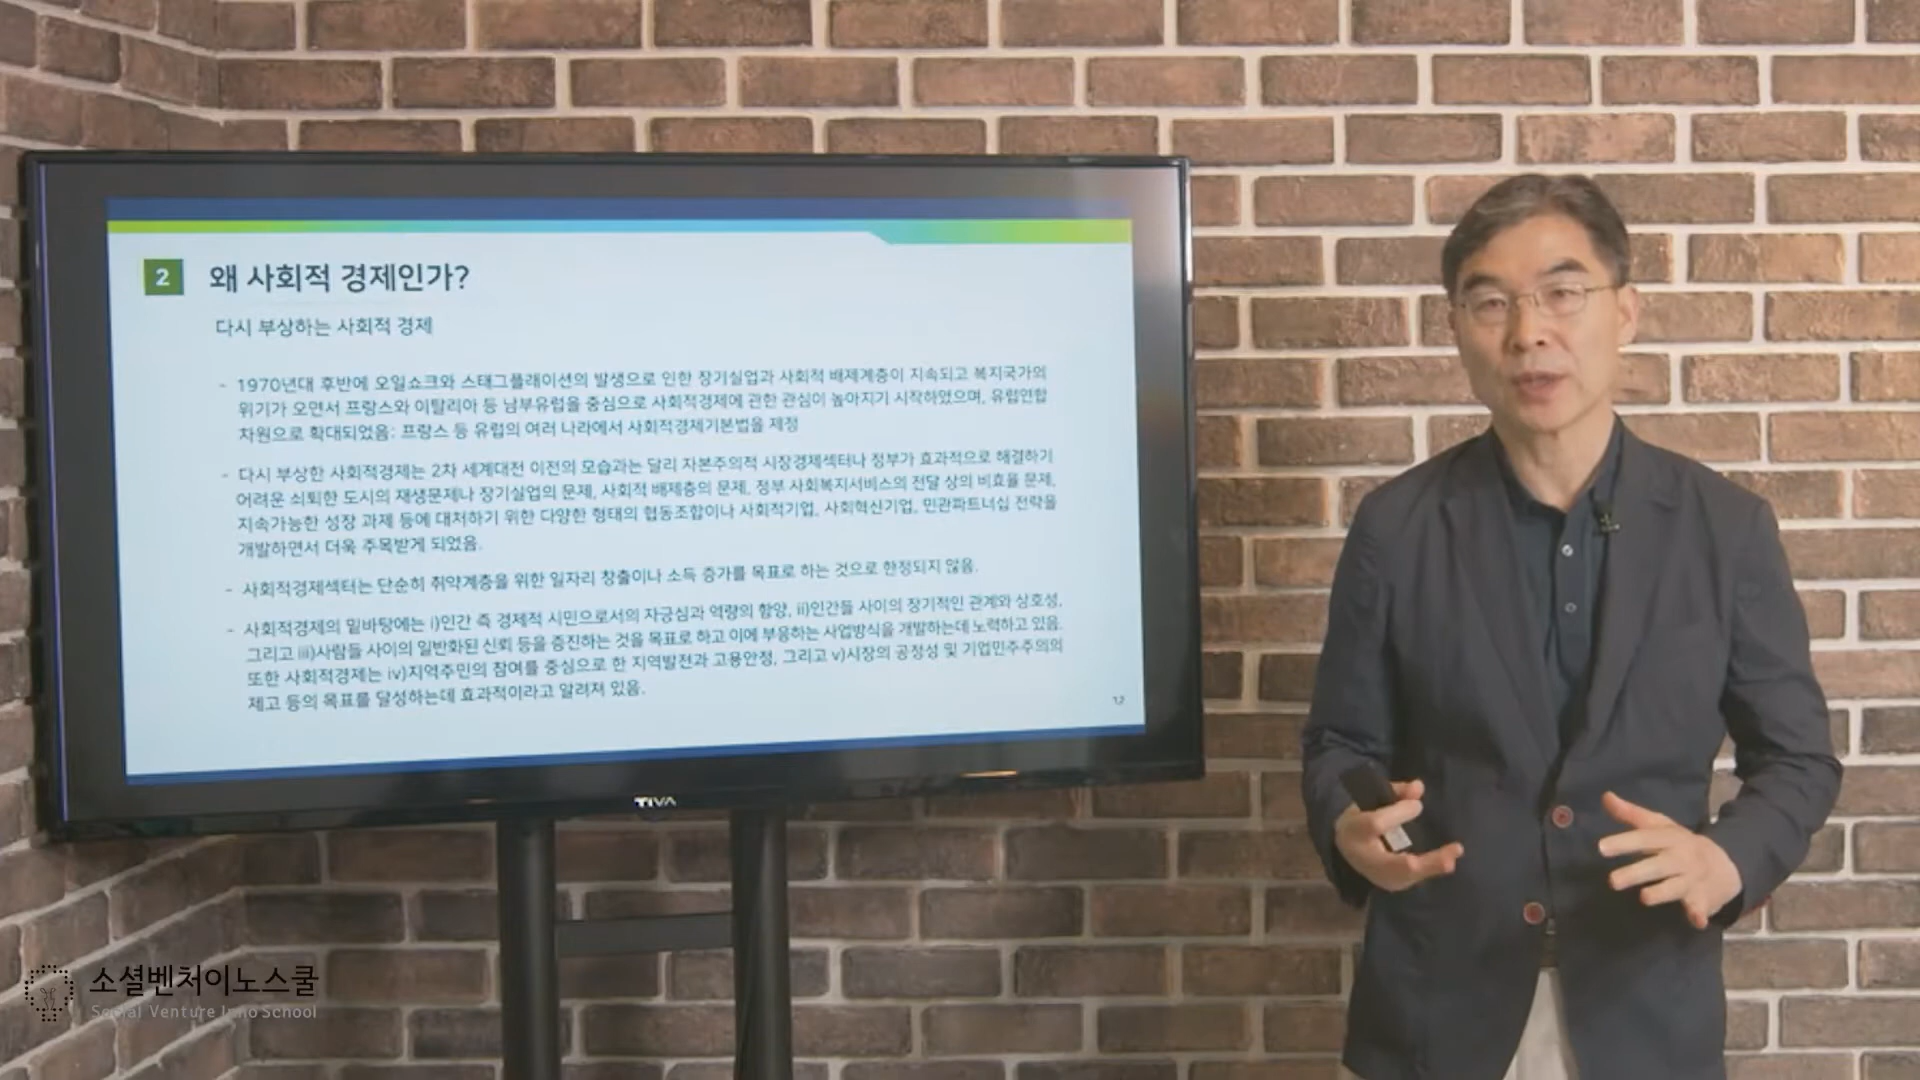 2
왜 사회적 경제인가?
다시 부상하는 사회적 경제
- 1970년대 후반에 오일쇼크와 스태그플래이션의 발생으로 인한 장기실업과 사회적 배제계층이 지속되고 복지국가의
위기가 오면서 프랑스와 이탈리아 등 남부유럽을 중심으로 사회적경제에 관한 관심이 높아지기 시작하였으며, 유럽연합
차원으로 확대되었음: 프랑스 등 유럽의 여러 나라에서 사회적경제기본법을 제정
- 다시 부상한 사회적경제는 2차 세계대전 이전의 모습과는 달리 자본주의적 시장경제섹터나 정부가 효과적으로 해결하기
어려운 쇠퇴한 도시의 재생문제나 장기실업의 문제, 사회적 배제층의 문제, 정부 사회복지서비스의 전달 상의 비효율 문제,
지속가능한 성장 과제 등에 대처하기 위한 다양한 형태의 협동조합이나 사회적기업, 사회혁신기업, 민관파트너십 전략을
개발하면서 더욱 주목받게 되었음.
- 사회적경제섹터는 단순히 취약계층을 위한 일자리 창출이나 소득 증가를 목표로 하는 것으로 한정되지 않음.
- 사회적경제의 밑바탕에는 i)인간 즉 경제적 시민으로서의 자긍심과 역량의 함양, ii)인간들 사이의 장기적인 관계와 상호성,
그리고 iii)사람들 사이의 일반화된 신뢰 등을 증진하는 것을 목표로 하고 이에 부응하는 사업방식을 개발하는데 노력하고 있음.
또한 사회적경제는 iv)지역주민의 참여를 중심으로 한 지역발전과 고용안정, 그리고 v)시장의 공정성 및 기업민주주의의
제고 등의 목표를 달성하는데 효과적이라고 알려져 있음.
12
TIVA
소셜벤처이노스쿨
Social Venture Inno School